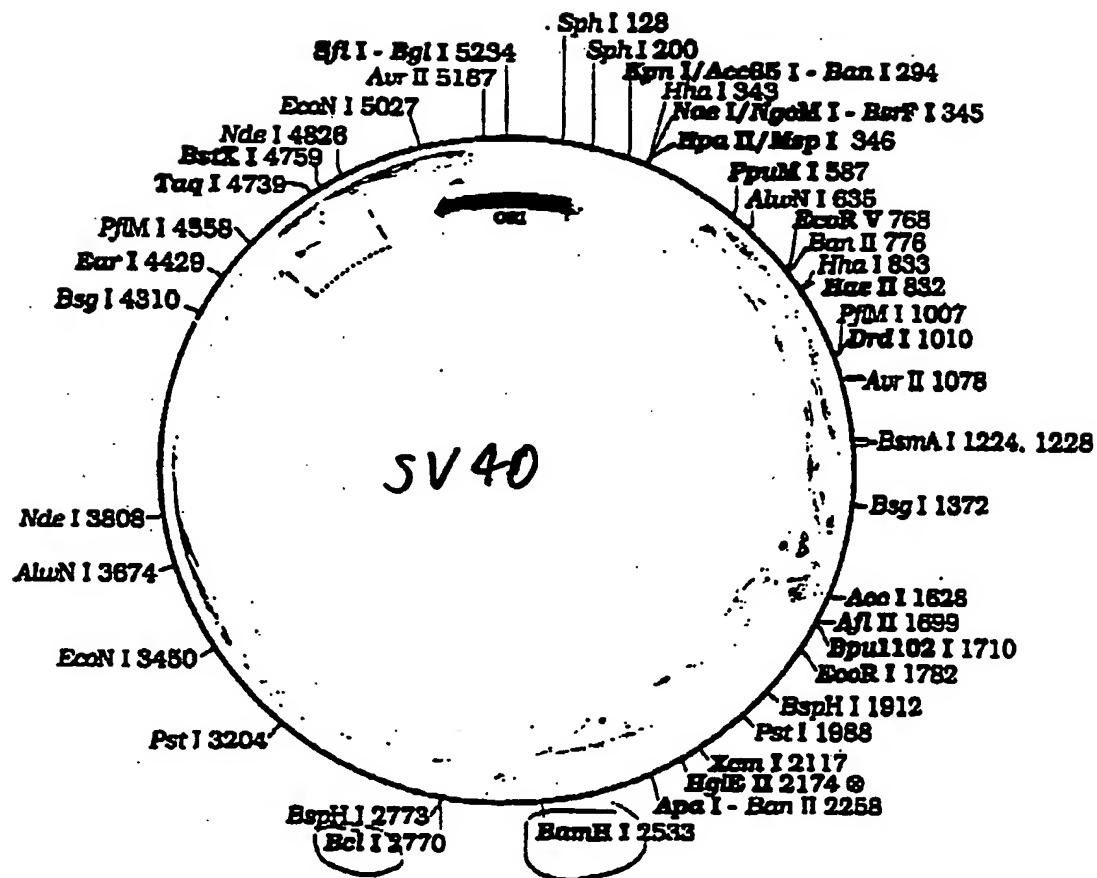 Sph I 128
Sph I 200
Sfi I - Bgl I 5234
Kpn I/Acc65 I - Ban I 294
Avr II 5187
Hha I 343
EcoN I 5027
Nae I/NgoM I - BsrF I 345
Nde I 4826
Hpa II/Msp I 346
BstX I 4759
PpuM I 587
Taq I 4739
AlwN I 635
ORI
EcoR V 768
PflM I 4558
Ban II 776
Ear I 4429
Hha I 833
Hae II 832
Bsg I 4310
PflM I 1007
Drd I 1010
Avr II 1078
BsmA I 1224, 1228
SV40
Bsg I 1372
Nde I 3808
AlwN I 3674
Acc I 1628
Afl II 1699
Bpu1102 I 1710
EcoN I 3450
EcoR I 1782
BspH I 1912
Pst I 1988
Pst I 3204
Xcm I 2117
HgiE II 2174 ⊗
Apa I - Ban II 2258
BspH I 2773
BamH I 2533
Bcl I 2770